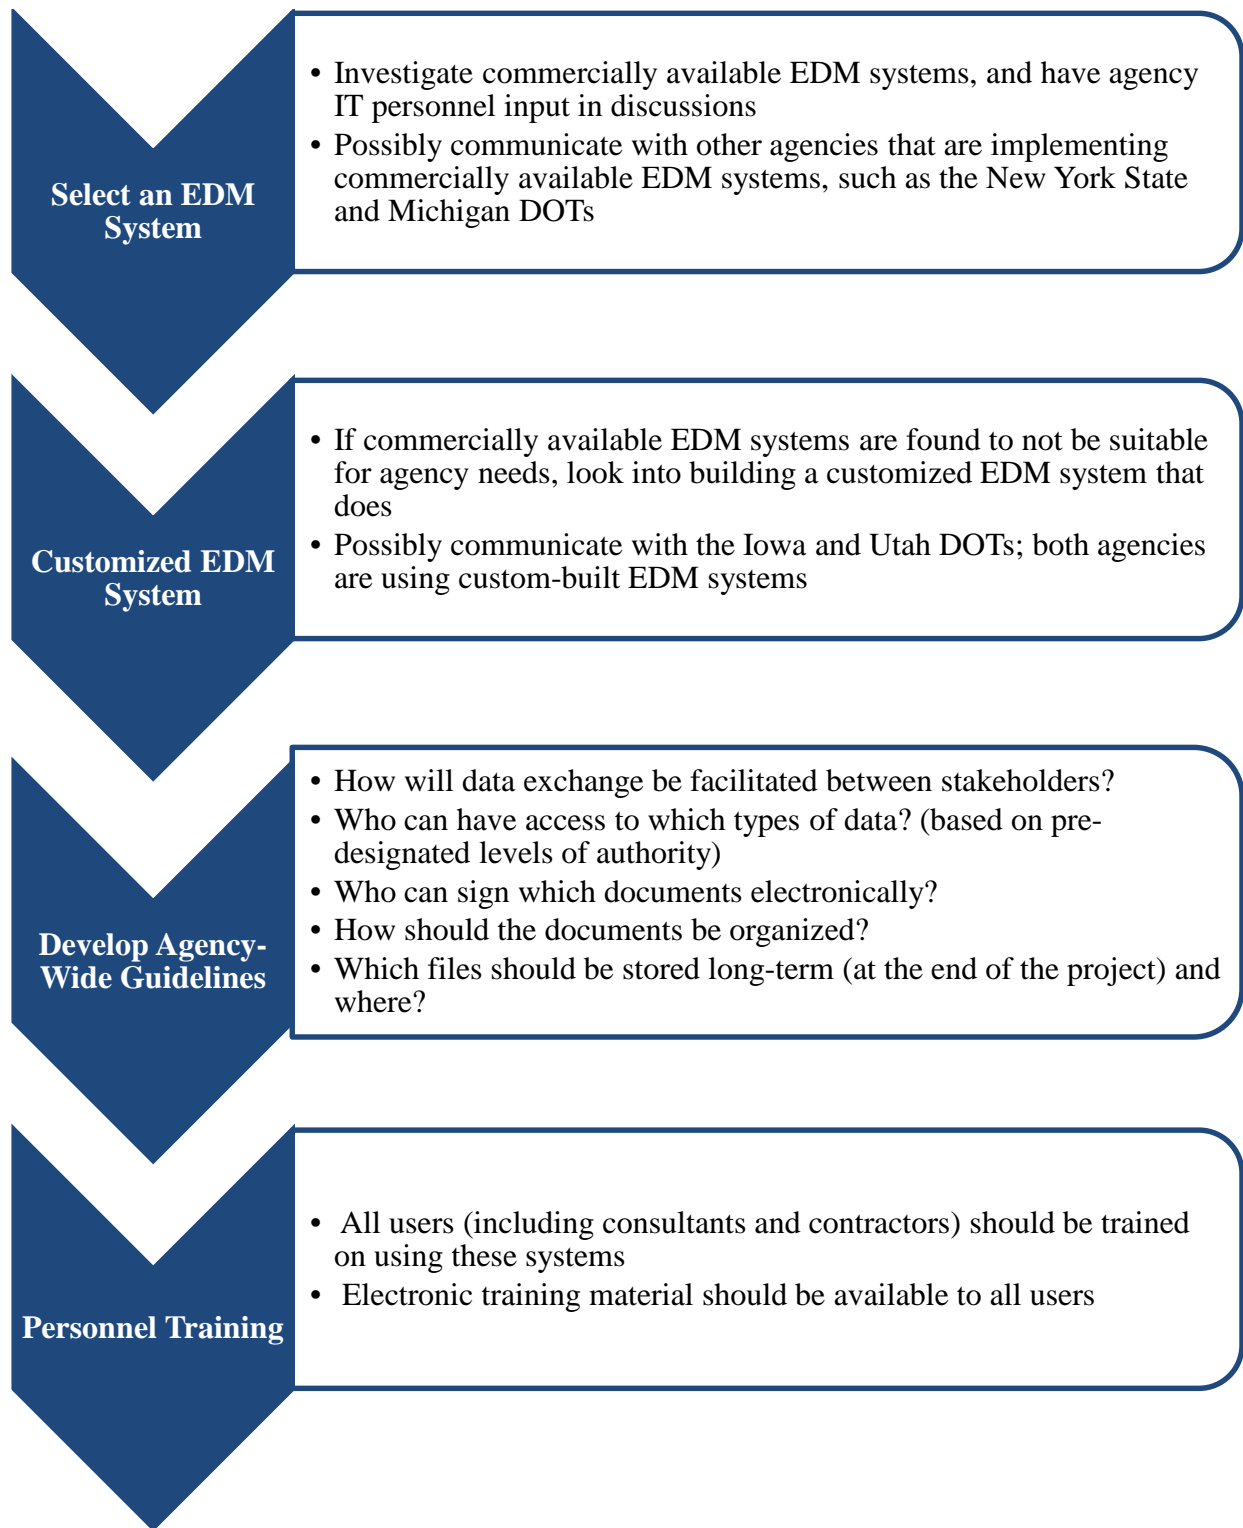 Select an EDM
System
• Investigate commercially available EDM systems, and have agency
IT personnel input in discussions
• Possibly communicate with other agencies that are implementing
commercially available EDM systems, such as the New York State
and Michigan DOTs
Customized EDM
System
• If commercially available EDM systems are found to not be suitable
for agency needs, look into building a customized EDM system that
does
• Possibly communicate with the Iowa and Utah DOTs; both agencies
are using custom-built EDM systems
Develop Agency-
Wide Guidelines
• How will data exchange be facilitated between stakeholders?
• Who can have access to which types of data? (based on pre-
designated levels of authority)
• Who can sign which documents electronically?
• How should the documents be organized?
• Which files should be stored long-term (at the end of the project) and
where?
Personnel Training
• All users (including consultants and contractors) should be trained
on using these systems
• Electronic training material should be available to all users